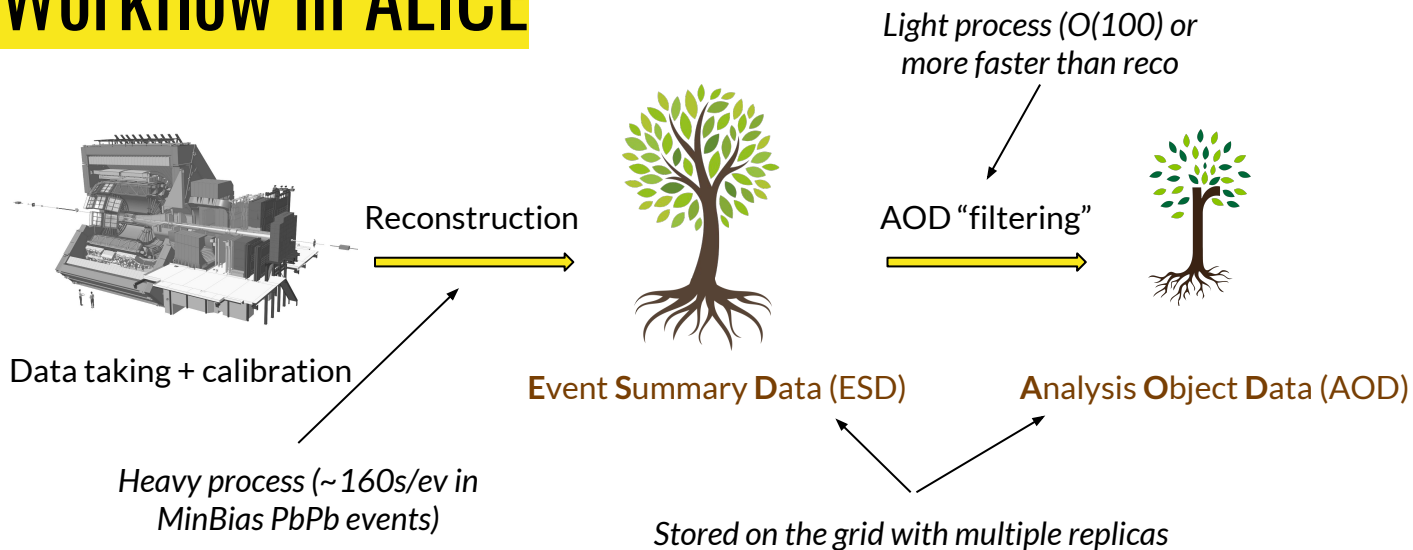 Workflow in ALICE
Light process (O(100) or
more faster than reco
Reconstruction
AOD “filtering”
Data taking + calibration
Event Summary Data (ESD)
Analysis Object Data (AOD)
Heavy process (~160s/ev in
MinBias PbPb events)
Stored on the grid with multiple replicas